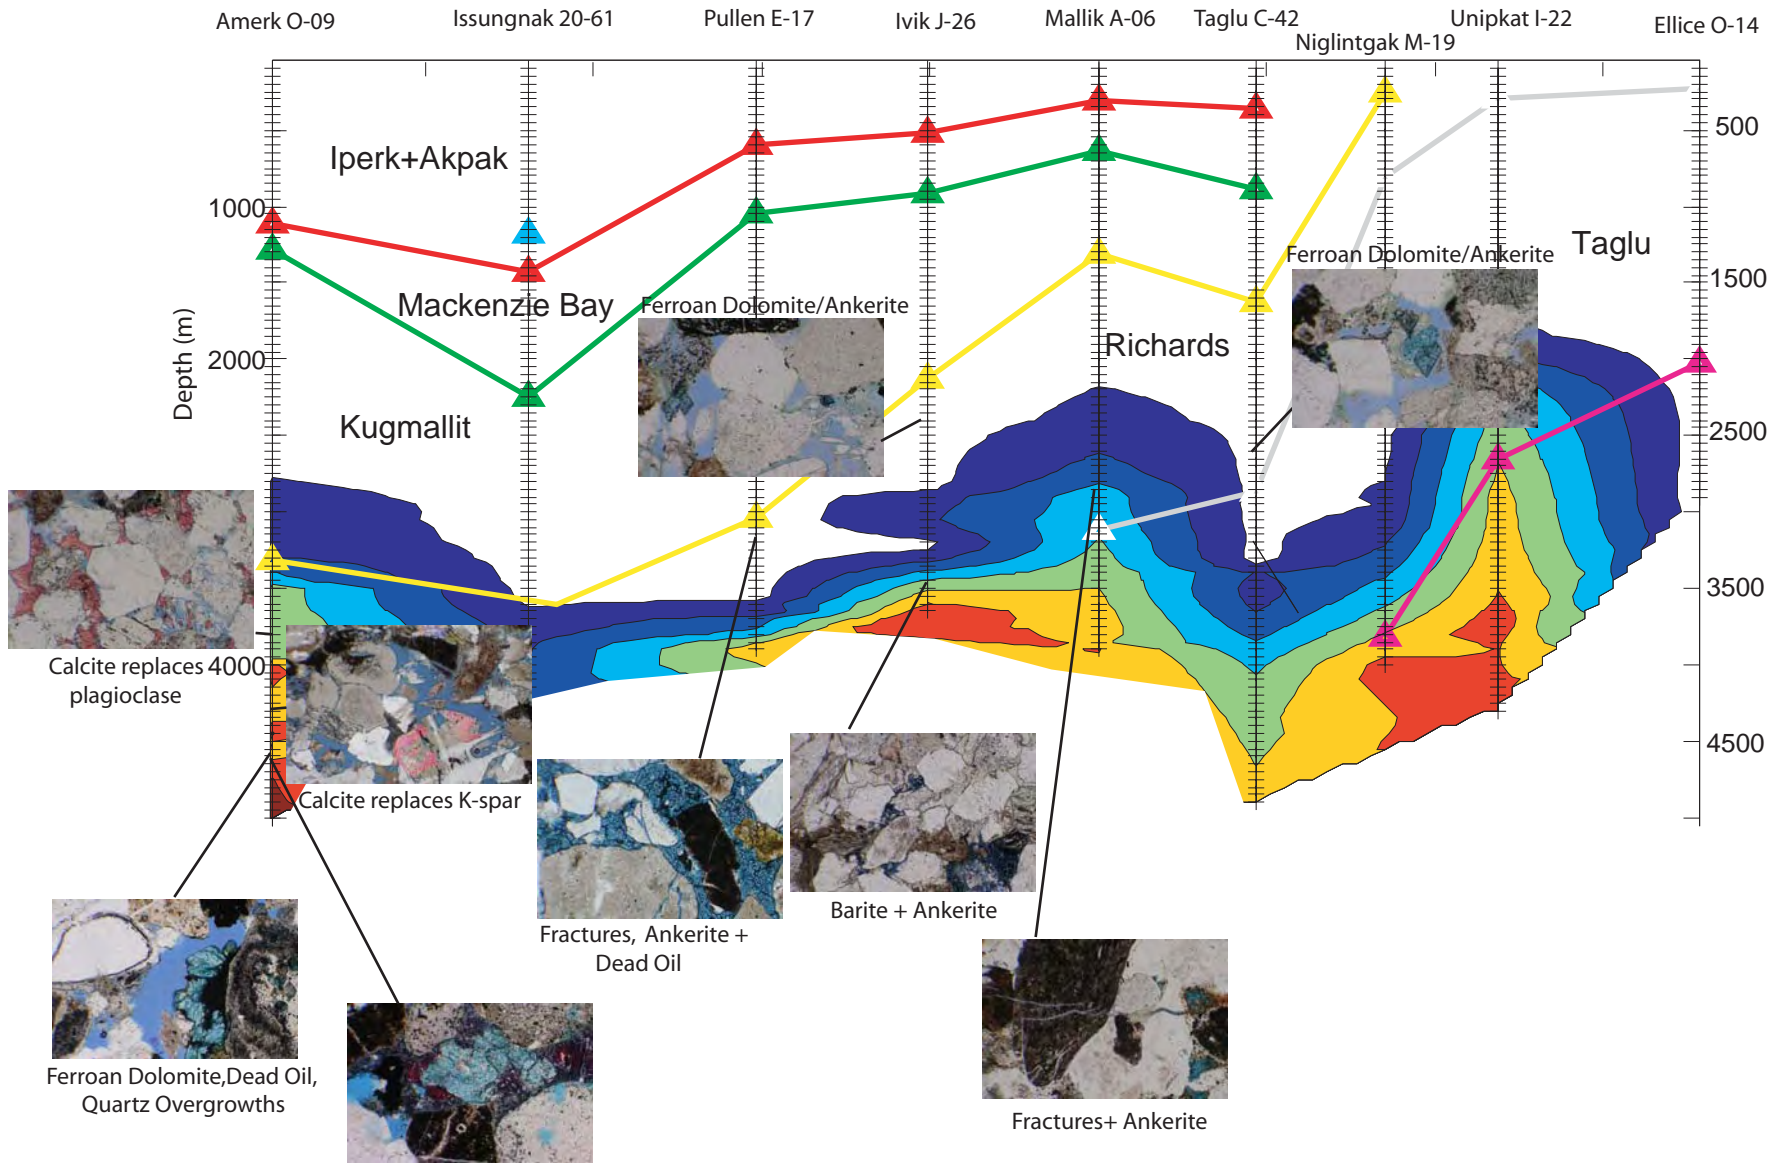 Amerk O-09
Issungnak 20-61
Pullen E-17
Ivik J-26
Mallik A-06
Taglu C-42
Niglintgak M-19
Unipkat I-22
Ellice O-14
Iperk+Akpak
500
1000
Mackenzie Bay
Ferroan Dolomite/Ankerite
Ferroan Dolomite/Ankerite
Taglu
1500
Depth (m)
2000
Richards
Kugmallit
2500
3500
Calcite replaces
plagioclase
4000
4500
Calcite replaces K-spar
Barite + Ankerite
Fractures, Ankerite +
Dead Oil
Ferroan Dolomite,Dead Oil,
Quartz Overgrowths
Fractures+ Ankerite